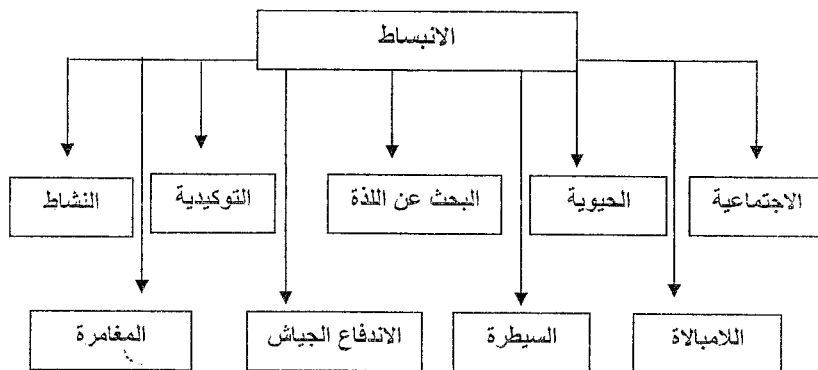 الانبساط
الاجتماعية
الحيوية
البحث عن اللذة
التوكيدية
النشاط
اللامبالاة
السيطرة
الاندفاع الجياش
المغامرة